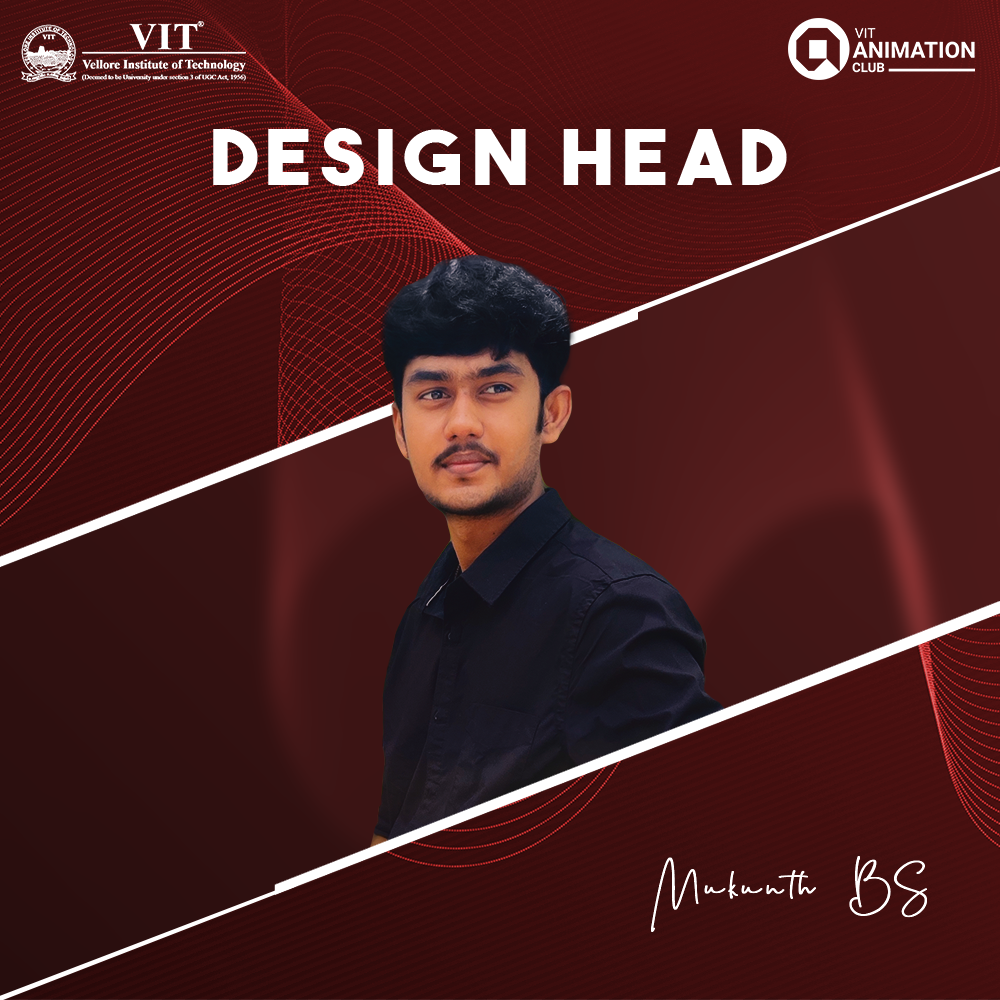 VIT®
Vellore Institute of Technology
(Deemed to be University under section 3 of UGC Act, 1956)
VIT
VIT
ANIMATION
CLUB
DESIGN HEAD
Mukunth BS